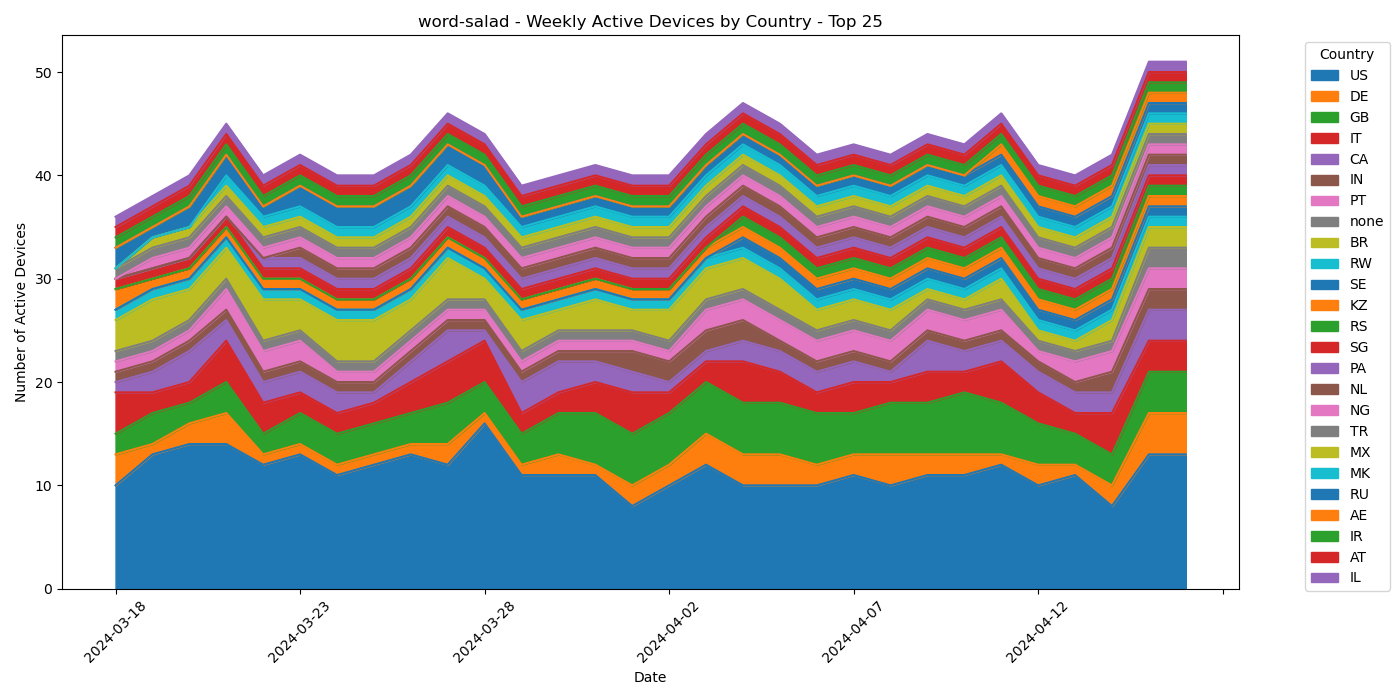 word-salad - Weekly Active Devices by Country - Top 25
Number of Active Devices
50
40
30
20
10
0
2024-03-18
2024-03-23
2024-03-28
2024-04-02
2024-04-07
2024-04-12
Date
Country
US
DE
GB
IT
CA
IN
PT
none
BR
RW
SE
KZ
RS
SG
PA
NL
NG
TR
MX
MK
RU
AE
IR
AT
IL